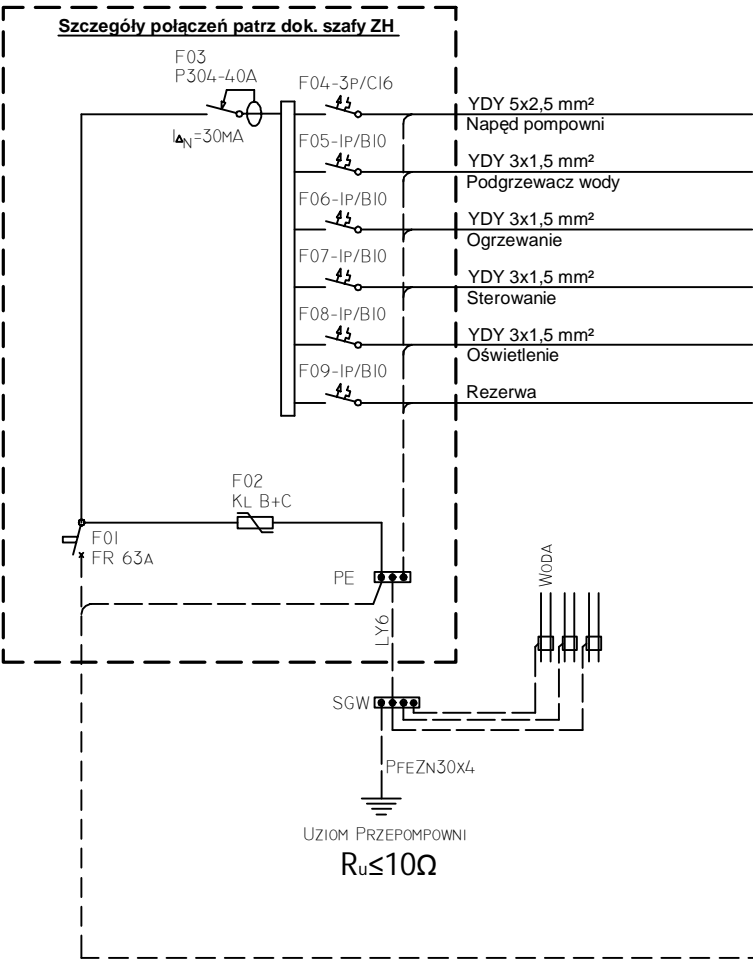 Szczegóły połączeń patrz dok. szafy ZH
F03
P304-40A
IΔN=30MA
F04-3P/C16
YDY 5x2,5 mm²
Napęd pompowni
F05-1P/B10
YDY 3x1,5 mm²
Podgrzewacz wody
F06-1P/B10
YDY 3x1,5 mm²
Ogrzewanie
F07-1P/B10
YDY 3x1,5 mm²
Sterowanie
F08-1P/B10
YDY 3x1,5 mm²
Oświetlenie
F09-1P/B10
Rezerwa
F02
KL B+C
F01
FR 63A
PE
WODA
LY6
SGW
PFEZN30X4
UZIOM PRZEPOMPOWNI
Ru≤10Ω